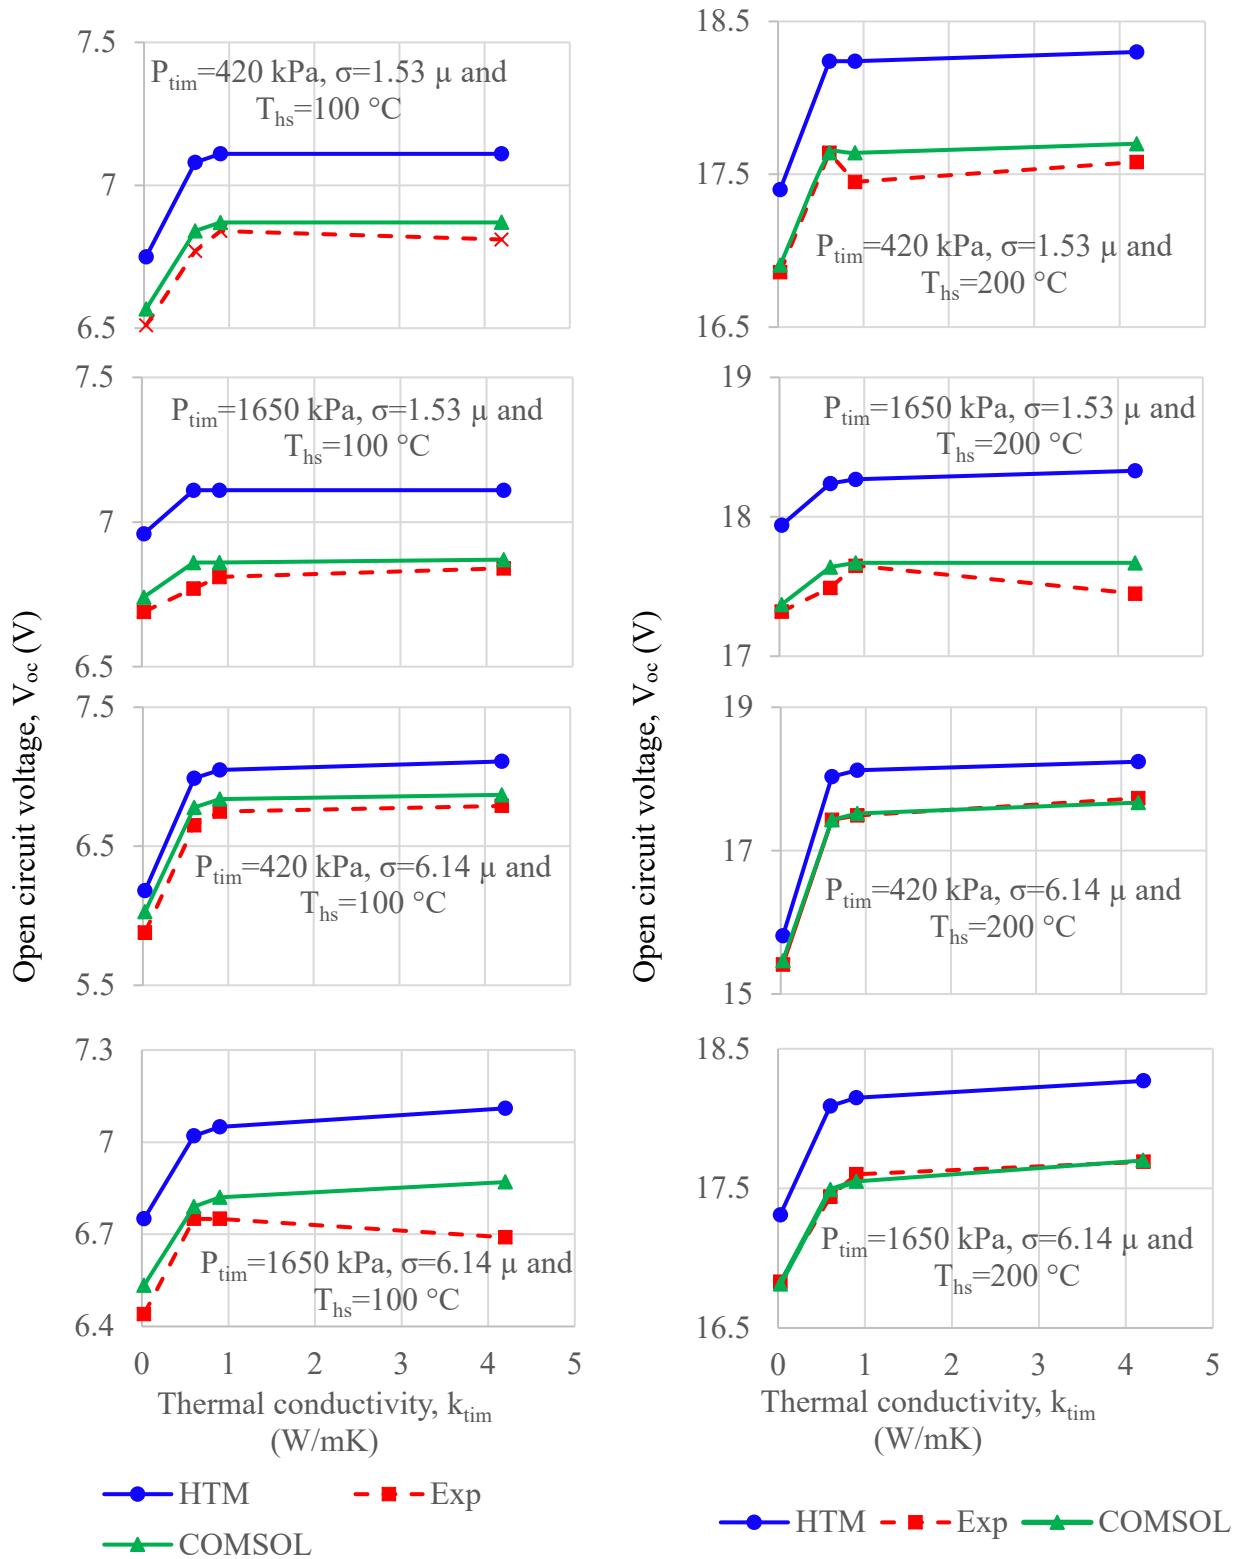 7.5
P_tim=420 kPa, σ=1.53 µ and
T_hs=100 °C
7
6.5
7.5
P_tim=1650 kPa, σ=1.53 µ and
T_hs=100 °C
7
6.5
7.5
6.5
P_tim=420 kPa, σ=6.14 µ and
T_hs=100 °C
5.5
7.3
7
6.7
P_tim=1650 kPa, σ=6.14 µ and
T_hs=100 °C
6.4
0 1 2 3 4 5
Thermal conductivity, k_tim
(W/mK)
Open circuit voltage, V_oc (V)
HTM Exp
COMSOL
18.5
17.5
P_tim=420 kPa, σ=1.53 µ and
T_hs=200 °C
16.5
19
P_tim=1650 kPa, σ=1.53 µ and
T_hs=200 °C
18
17
19
17
P_tim=420 kPa, σ=6.14 µ and
T_hs=200 °C
15
18.5
17.5
P_tim=1650 kPa, σ=6.14 µ and
T_hs=200 °C
16.5
0 1 2 3 4 5
Thermal conductivity, k_tim
(W/mK)
Open circuit voltage, V_oc (V)
HTM Exp COMSOL